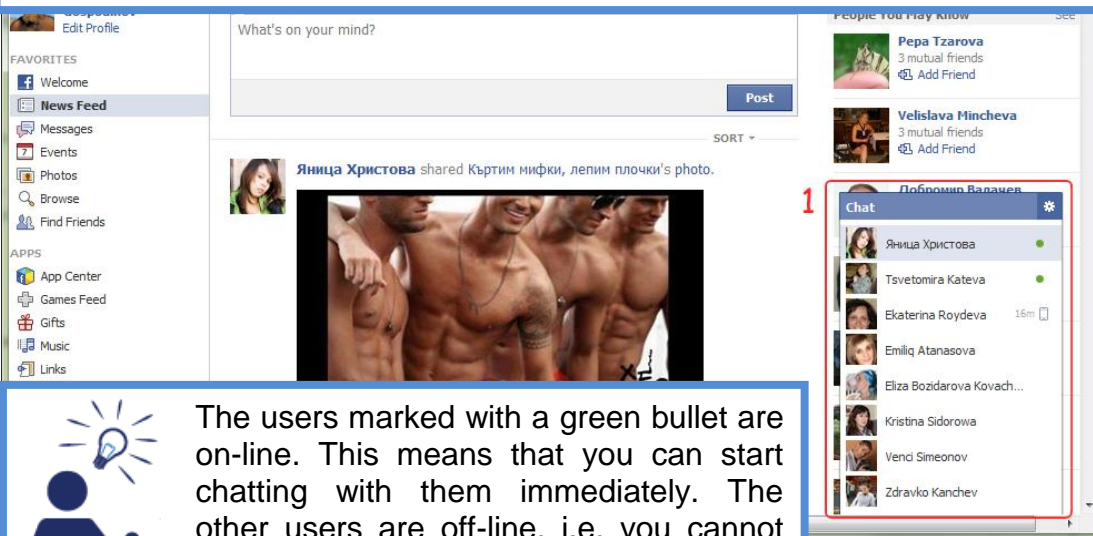 Edit Profile
FAVORITES
Welcome
News Feed
Messages
7 Events
Photos
Browse
Find Friends
APPS
App Center
Games Feed
Gifts
Music
Links
What's on your mind?
Post
SORT
Яница Христова shared Къртим мифки, лепим плочки's photo.
People You May Know See
Pepa Tzarova
3 mutual friends
Add Friend
Velislava Mincheva
3 mutual friends
Add Friend
Добромир Валачев
1
Chat
Яница Христова
Tsvetomira Kateva
Ekaterina Roydeva 16m
Emiliq Atanasova
Eliza Bozidarova Kovach...
Kristina Sidorowa
Venci Simeonov
Zdravko Kanchev
The users marked with a green bullet are
on-line. This means that you can start
chatting with them immediately. The
other users are off-line, i.e. you cannot